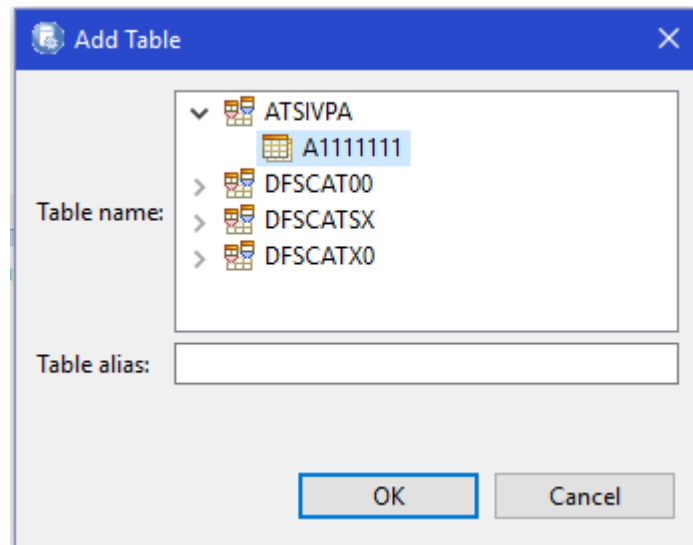 Add Table
ATSIVPA
A1111111
DFSCAT00
Table name:
DFSCATSX
DFSCATX0
Table alias:
OK
Cancel